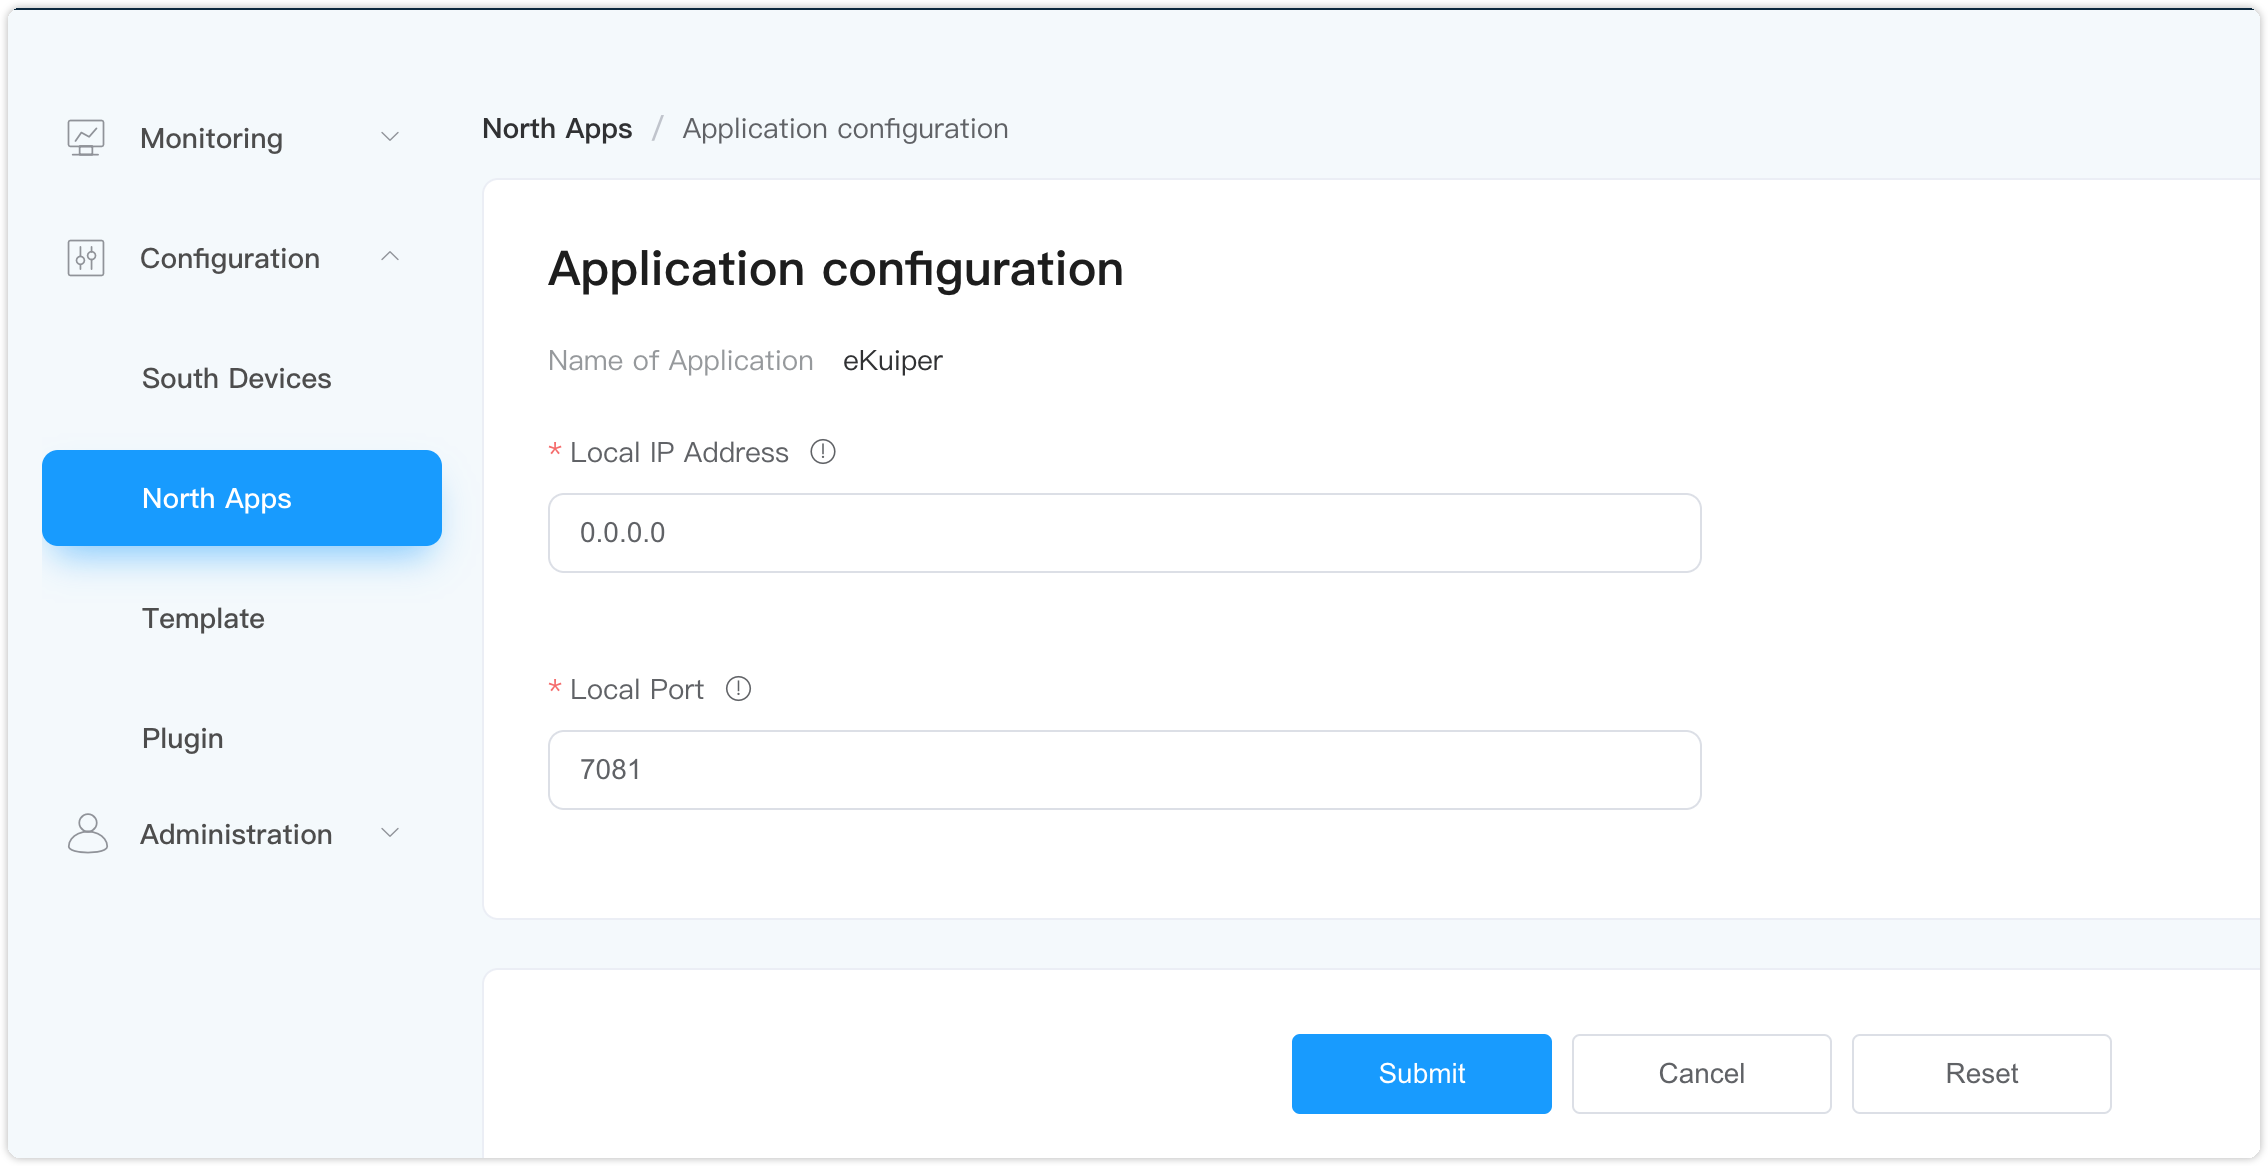 Monitoring
Configuration
South Devices
North Apps
Template
Plugin
Administration
North Apps / Application configuration
Application configuration
Name of Application eKuiper
* Local IP Address
0.0.0.0
* Local Port
7081
Submit Cancel Reset